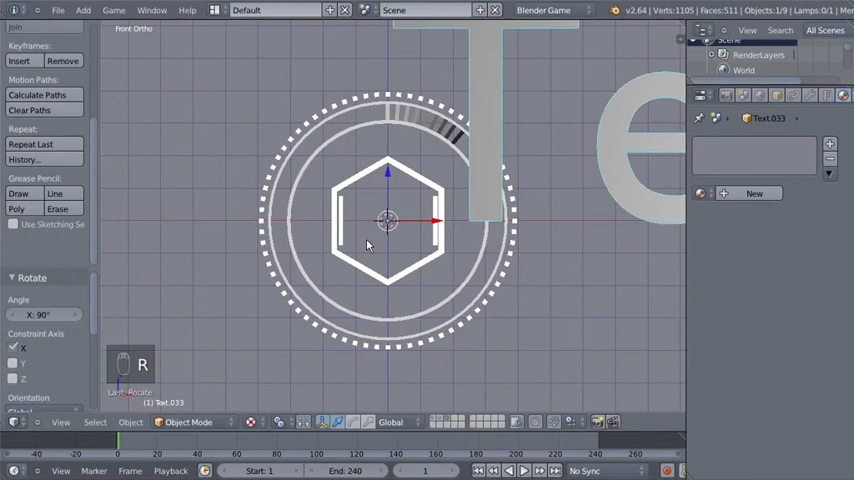 File Add Game Window Help Default Scene Blender Game v2.64 | Verts:1105 | Faces:511 | Objects:1/9 | Lamps:0/1
Join
Front Ortho
View Search All Scenes
Scene
RenderLayers
World
Keyframes:
Insert Remove
Motion Paths:
Calculate Paths
Clear Paths
Text.033
Repeat:
Repeat Last
History...
Grease Pencil:
Draw Line
Poly Erase
Use Sketching Se
New
Te
Rotate
Angle
X: 90°
Constraint Axis
X
Y
Z
Orientation
Global
R
Last: Rotate
(1) Text.033
View Select Object Object Mode Global
-40 -20 0 20 40 60 80 100 120 140 160 180 200 220 240 260
View Marker Frame Playback Start: 1 End: 240 1 No Sync